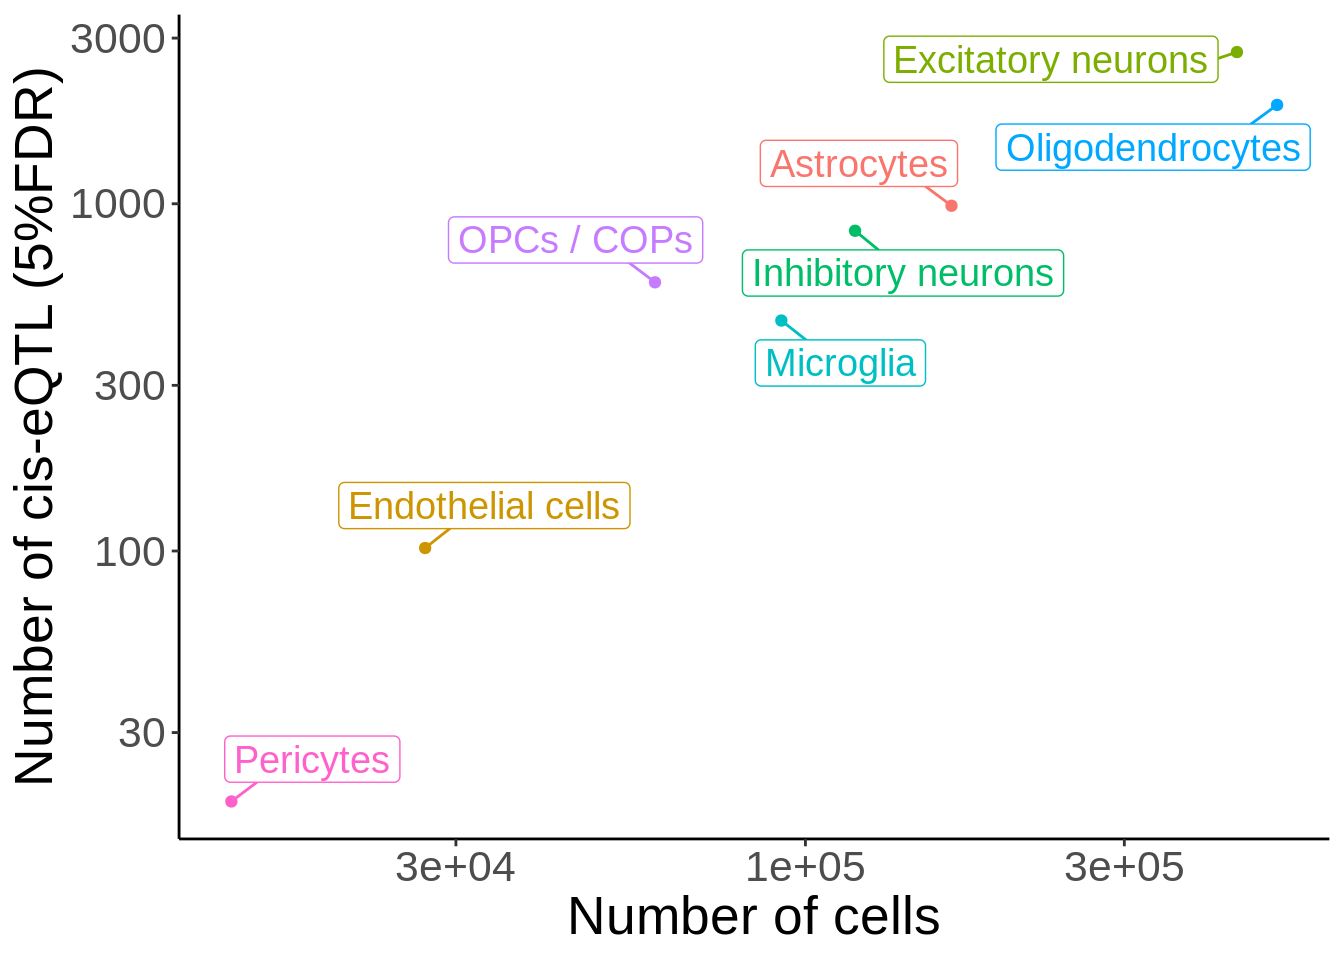 Number of cis-eQTL (5%FDR)
3000
1000
300
100
30
Excitatory neurons
Oligodendrocytes
Astrocytes
OPCs / COPs
Inhibitory neurons
Microglia
Endothelial cells
Pericytes
3e+04
1e+05
3e+05
Number of cells